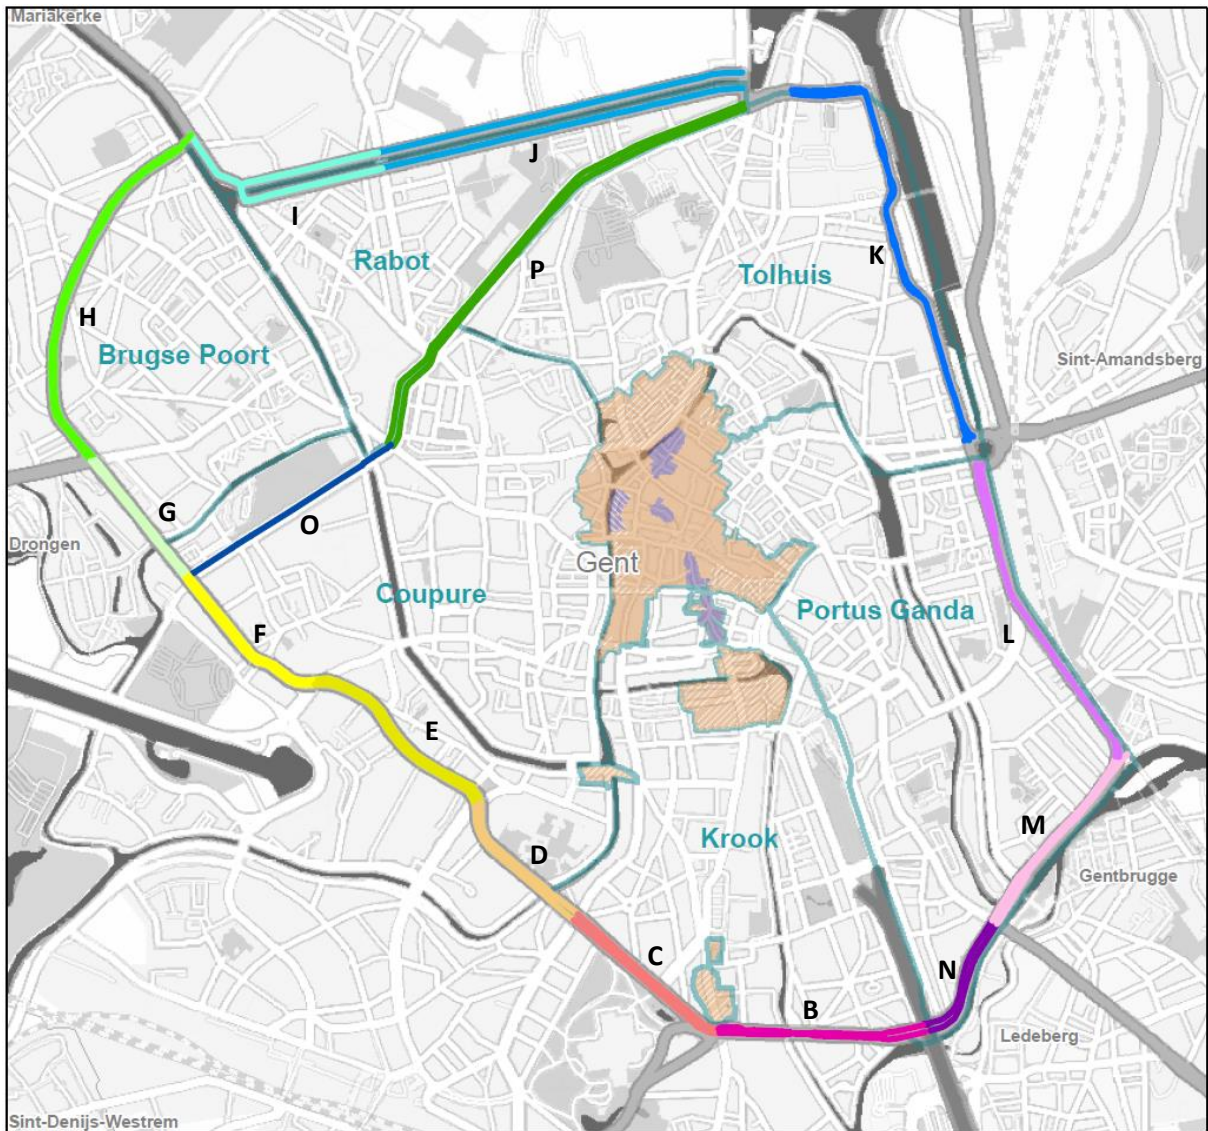 Mariakerke
J
I
P
Rabot
K
Tolhuis
H
Brugse Poort
Sint-Amandsberg
G
O
Drongen
Gent
Coupure
Portus Ganda
F
L
E
M
Krook
D
Gentbrugge
C
N
B
Ledeberg
Sint-Denijs-Westrem